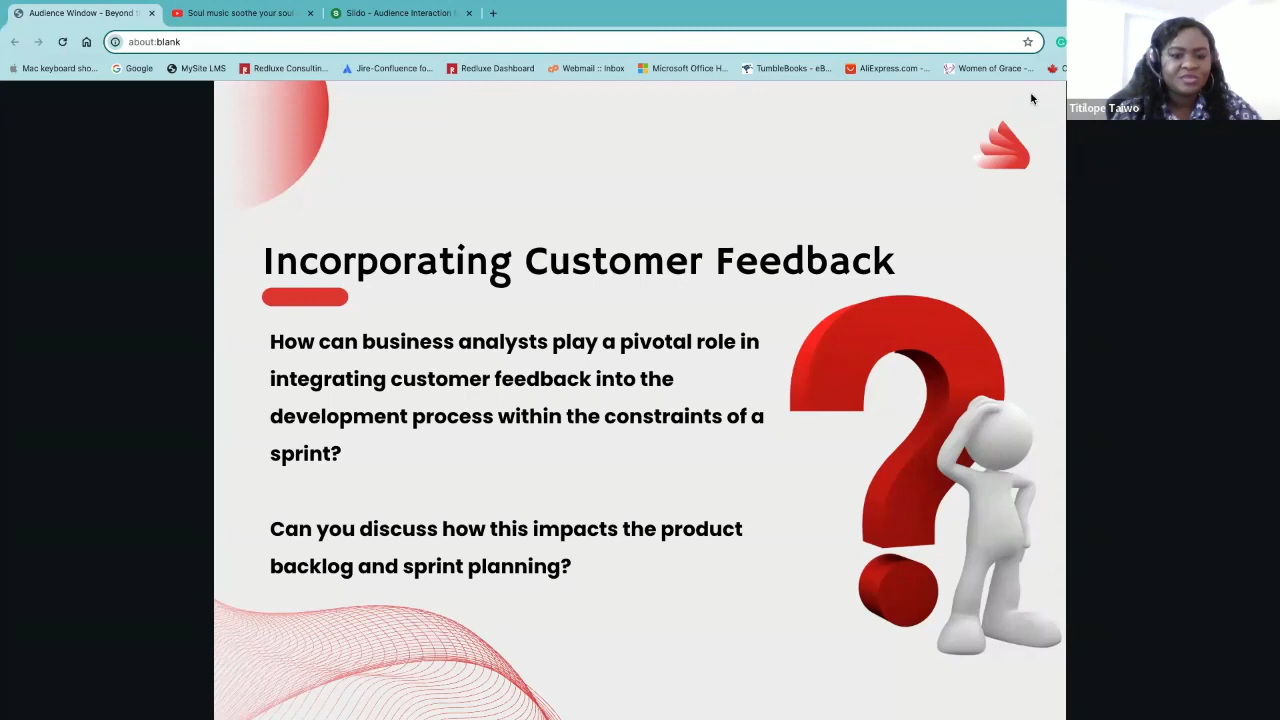 Audience Window - Beyond t
Soul music soothe your soul
Slido - Audience Interaction
about:blank
Mac keyboard sho...
Google
MySite LMS
Redluxe Consultin...
Jire-Confluence fo...
Redluxe Dashboard
Webmail :: Inbox
Microsoft Office H...
TumbleBooks - eB...
AliExpress.com -...
Women of Grace -...
Titilope Taiwo
Incorporating Customer Feedback
How can business analysts play a pivotal role in
integrating customer feedback into the
development process within the constraints of a
sprint?
Can you discuss how this impacts the product
backlog and sprint planning?